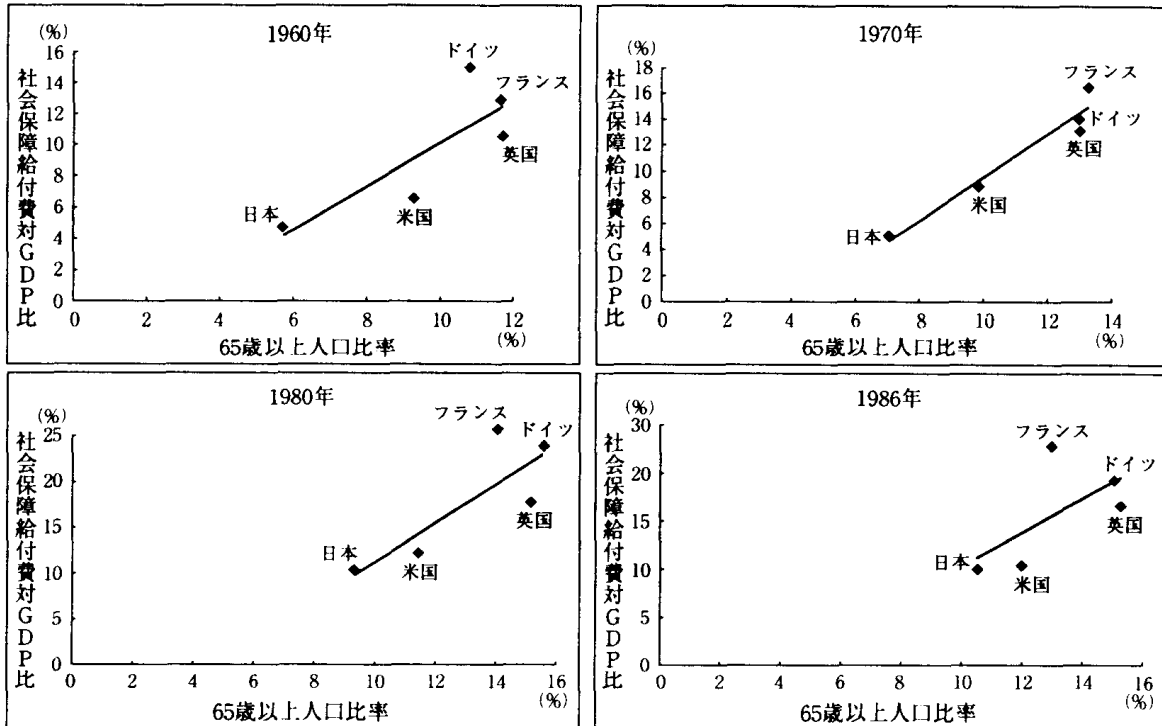 1960年
(%)
社会保障給付費対GDP比
16
14
12
10
8
6
4
2
0
ドイツ
フランス
英国
米国
日本
0 2 4 6 8 10 12
(%)
65歳以上人口比率
1970年
(%)
社会保障給付費対GDP比
18
16
14
12
10
8
6
4
2
0
フランス
ドイツ
英国
米国
日本
0 2 4 6 8 10 12 14
(%)
65歳以上人口比率
1980年
(%)
社会保障給付費対GDP比
25
20
15
10
5
0
フランス
ドイツ
英国
日本
米国
0 2 4 6 8 10 12 14 16
(%)
65歳以上人口比率
1986年
(%)
社会保障給付費対GDP比
30
25
20
15
10
5
0
フランス
ドイツ
英国
日本
米国
0 2 4 6 8 10 12 14 16
(%)
65歳以上人口比率